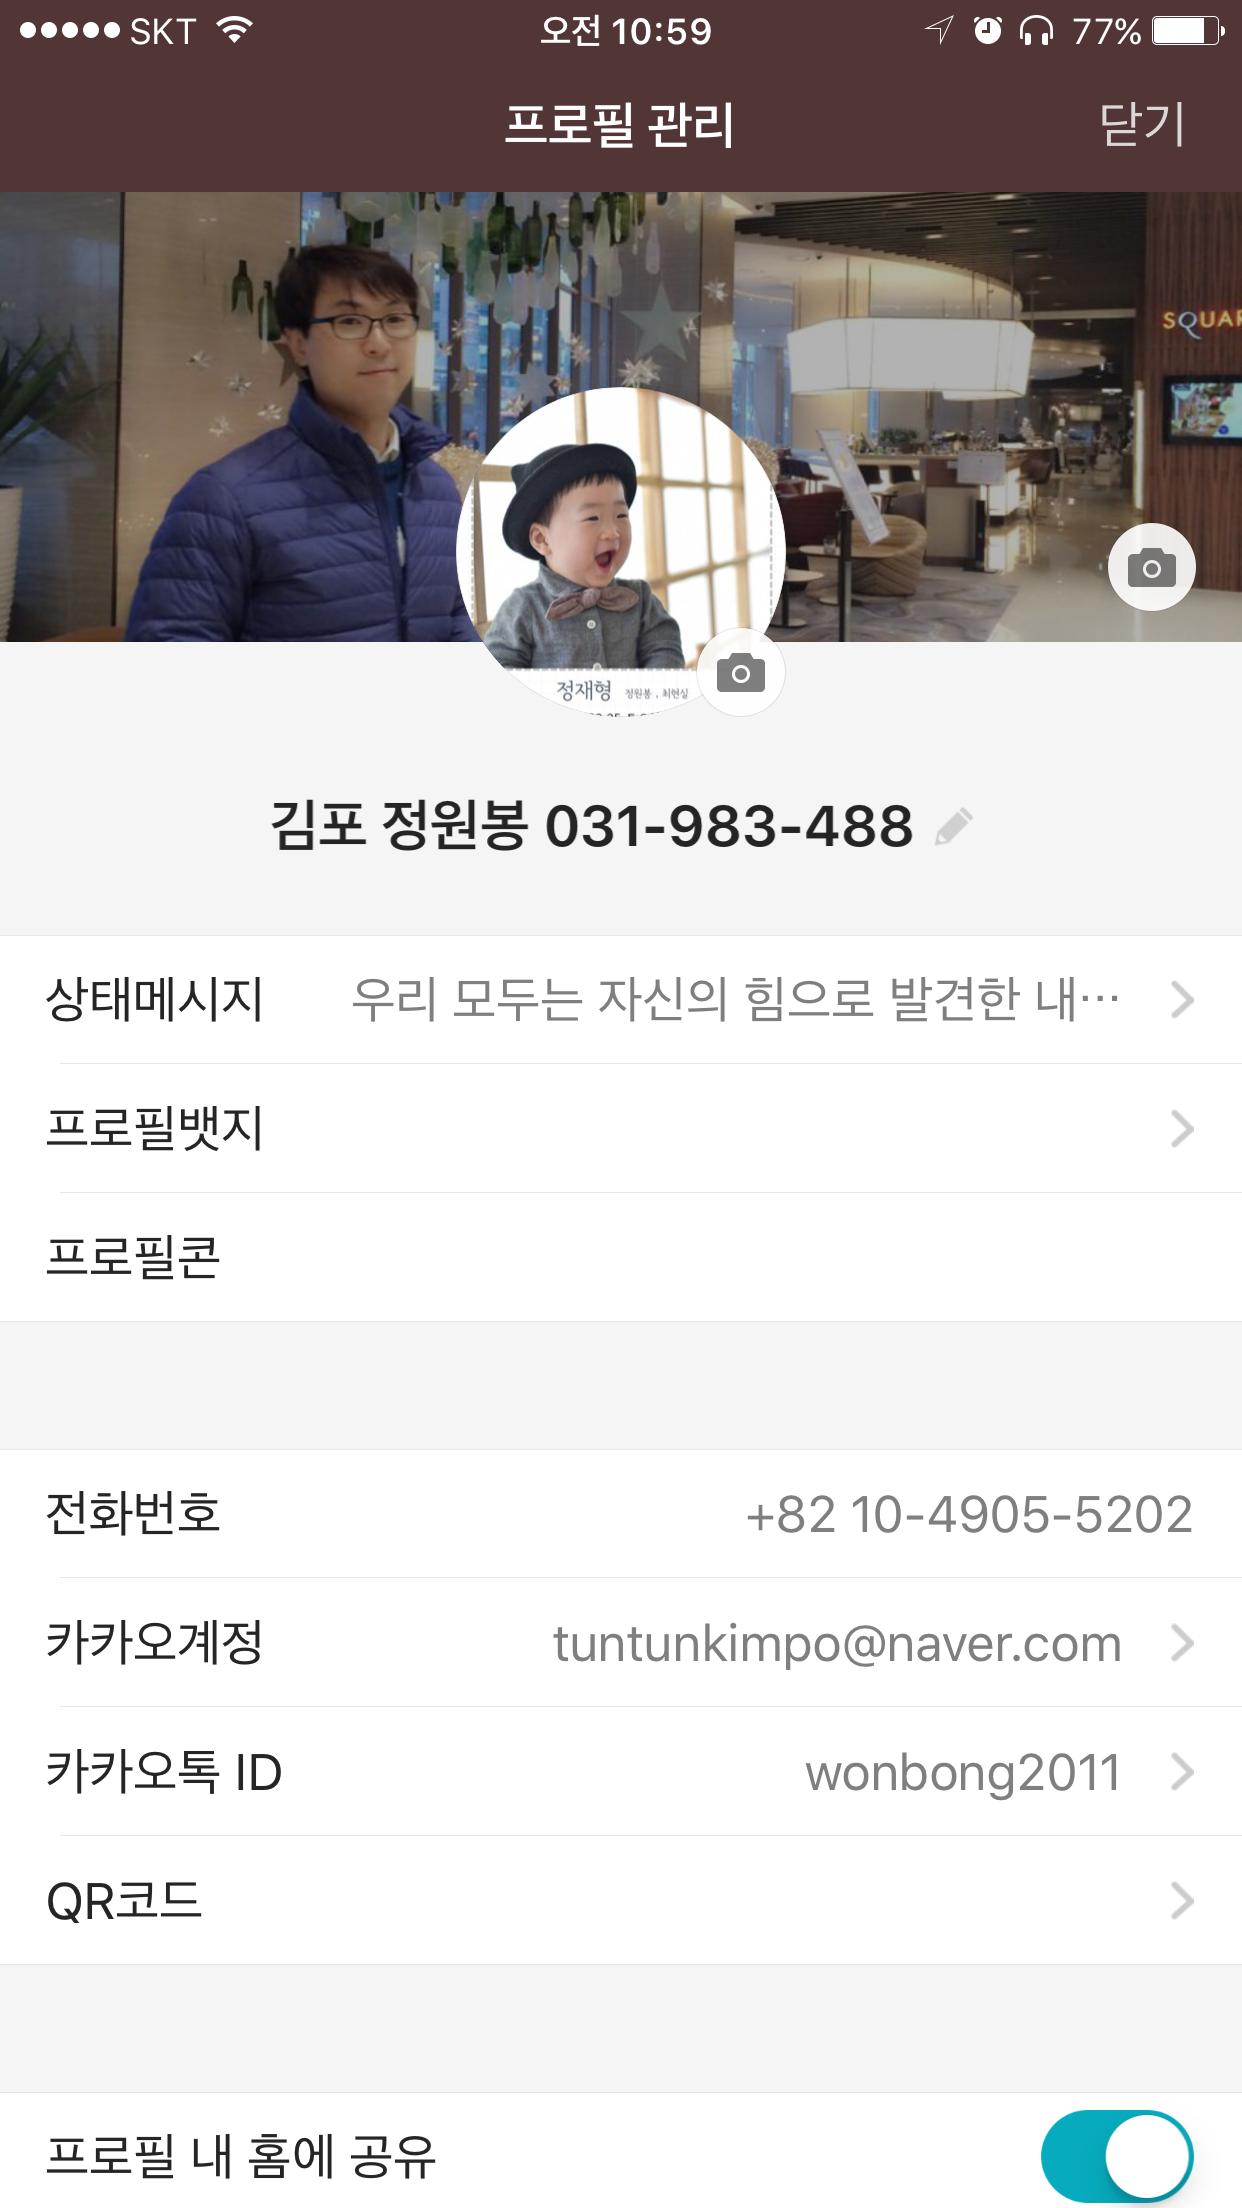 SKT 오전 10:59 77%
프로필 관리 닫기
SQUAR
정재형 정원봉 , 최현실
김포 정원봉 031-983-488
상태메시지 우리 모두는 자신의 힘으로 발견한 내…
프로필뱃지
프로필콘
전화번호 +82 10-4905-5202
카카오계정 tuntunkimpo@naver.com
카카오톡 ID wonbong2011
QR코드
프로필 내 홈에 공유